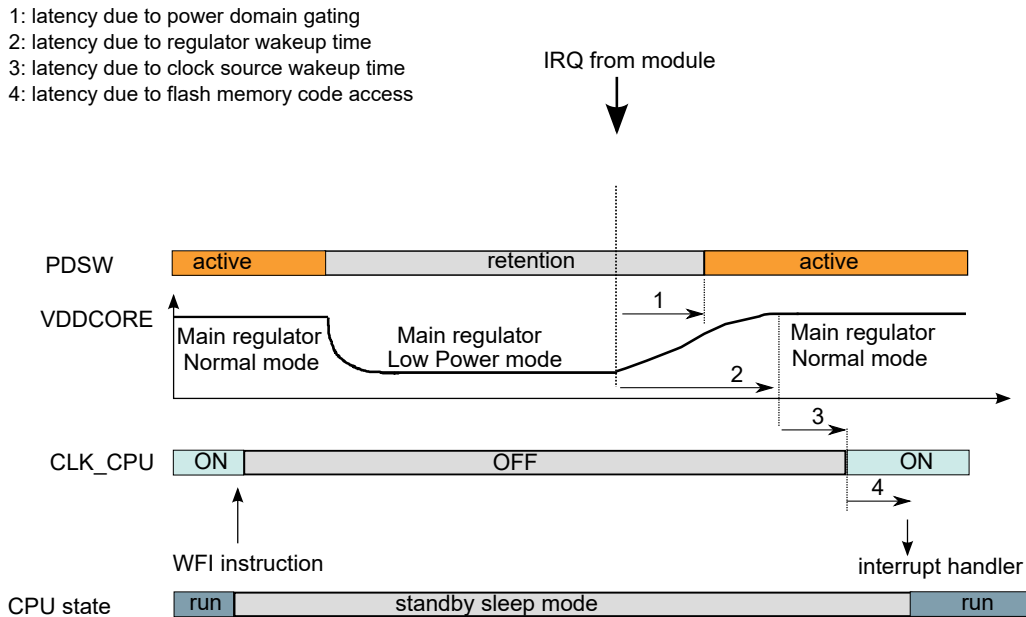 1: latency due to power domain gating
2: latency due to regulator wakeup time
3: latency due to clock source wakeup time
4: latency due to flash memory code access
IRQ from module
PDSW
active
retention
active
VDDCORE
1
Main regulator
Normal mode
Main regulator
Low Power mode
Main regulator
Normal mode
2
3
CLK_CPU
ON
OFF
ON
4
WFI instruction
interrupt handler
CPU state
run
standby sleep mode
run